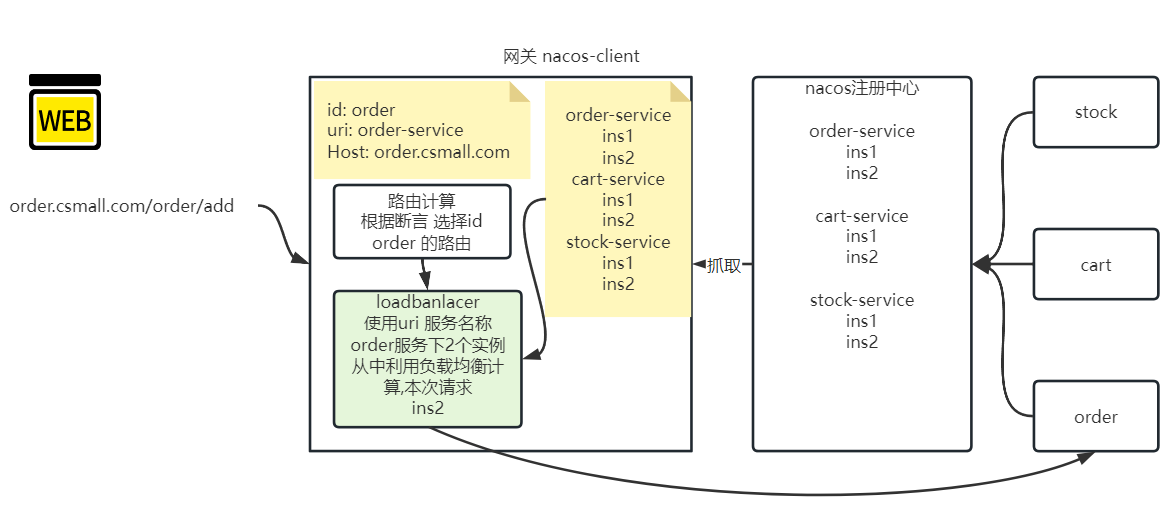 网关 nacos-client
WEB
order.csmall.com/order/add
id: order
uri: order-service
Host: order.csmall.com
路由计算
根据断言 选择id
order 的路由
loadbanlacer
使用uri 服务名称
order服务下2个实例
从中利用负载均衡计
算,本次请求
ins2
order-service
ins1
ins2
cart-service
ins1
ins2
stock-service
ins1
ins2
抓取
nacos注册中心
order-service
ins1
ins2
cart-service
ins1
ins2
stock-service
ins1
ins2
stock
cart
order